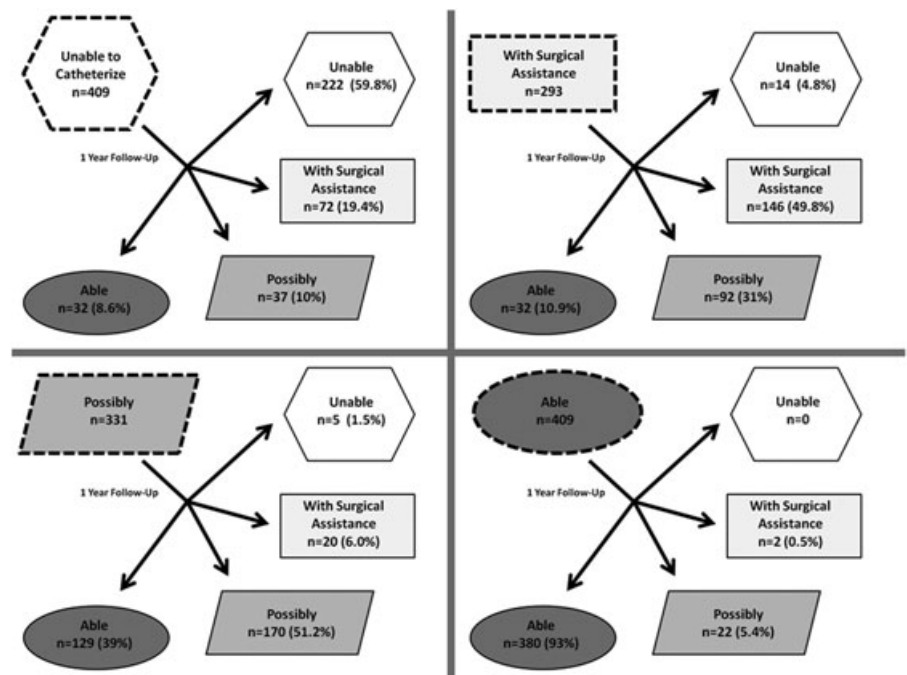 Unable to
Catheterize
n=409
1 Year Follow-Up
Unable
n=222 (59.8%)
With Surgical
Assistance
n=72 (19.4%)
Possibly
n=37 (10%)
Able
n=32 (8.6%)
With Surgical
Assistance
n=293
1 Year Follow-Up
Unable
n=14 (4.8%)
With Surgical
Assistance
n=146 (49.8%)
Possibly
n=92 (31%)
Able
n=32 (10.9%)
Possibly
n=331
1 Year Follow-Up
Unable
n=5 (1.5%)
With Surgical
Assistance
n=20 (6.0%)
Possibly
n=170 (51.2%)
Able
n=129 (39%)
Able
n=409
1 Year Follow-Up
Unable
n=0
With Surgical
Assistance
n=2 (0.5%)
Possibly
n=22 (5.4%)
Able
n=380 (93%)